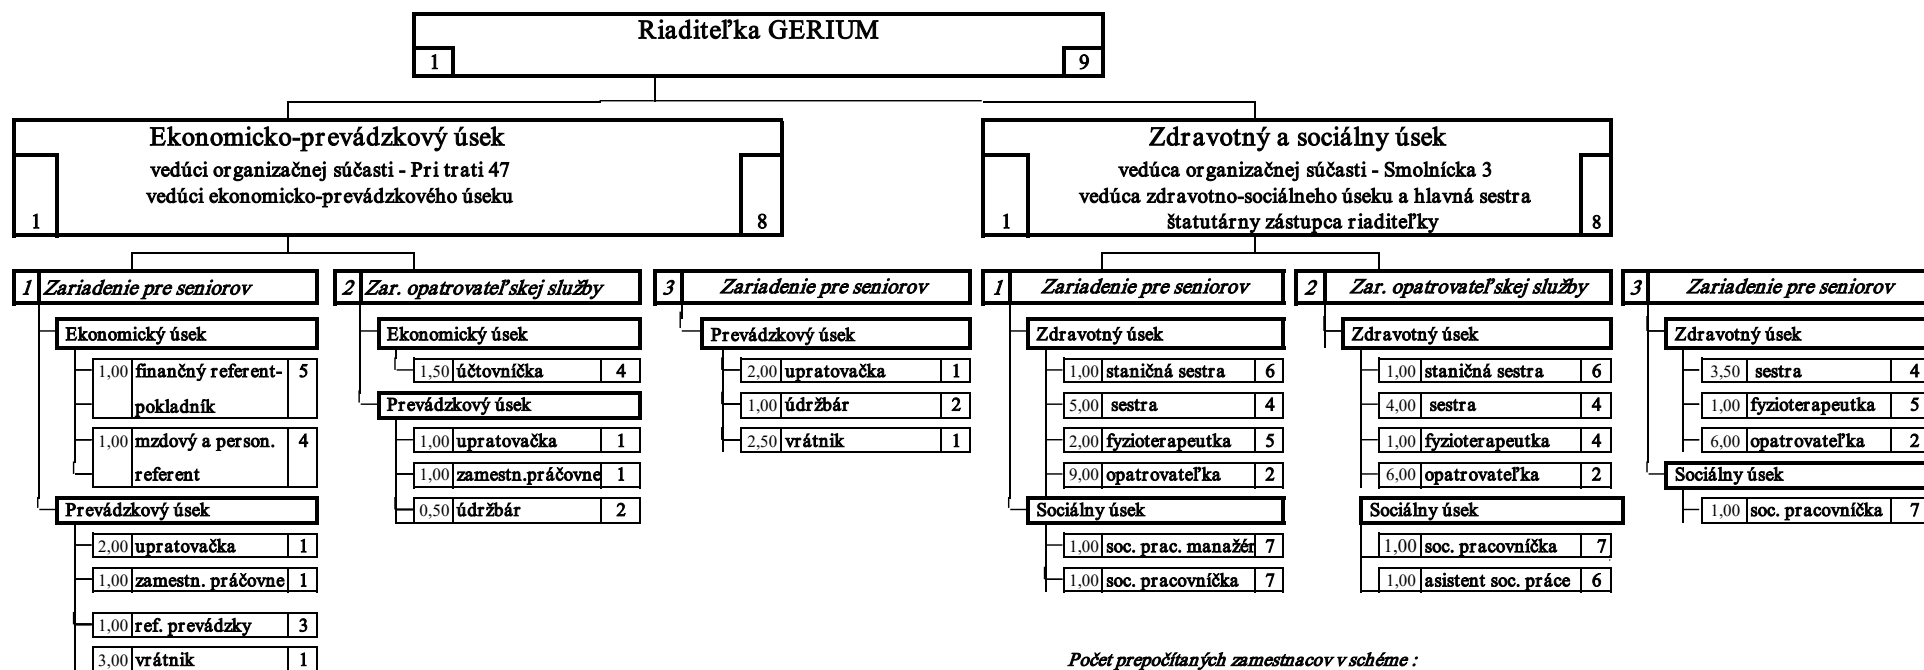 Riaditeľka GERIUM
1 9
Ekonomicko-prevádzkový úsek
vedúci organizačnej súčasti - Pri trati 47
vedúci ekonomicko-prevádzkového úseku
1 8
Zdravotný a sociálny úsek
vedúca organizačnej súčasti - Smolnícka 3
vedúca zdravotno-sociálneho úseku a hlavná sestra
štatutárny zástupca riaditeľky
1 8
1 Zariadenie pre seniorov
Ekonomický úsek
1,00 finančný referent- 5
pokladník
1,00 mzdový a person. 4
referent
Prevádzkový úsek
2,00 upratovačka 1
1,00 zamestn. práčovne 1
1,00 ref. prevádzky 3
3,00 vrátnik 1
2 Zar. opatrovateľskej služby
Ekonomický úsek
1,50 účtovníčka 4
Prevádzkový úsek
1,00 upratovačka 1
1,00 zamestn.práčovne 1
0,50 údržbár 2
3 Zariadenie pre seniorov
Prevádzkový úsek
2,00 upratovačka 1
1,00 údržbár 2
2,50 vrátnik 1
1 Zariadenie pre seniorov
Zdravotný úsek
1,00 staničná sestra 6
5,00 sestra 4
2,00 fyzioterapeutka 5
9,00 opatrovateľka 2
Sociálny úsek
1,00 soc. prac. manažér 7
1,00 soc. pracovníčka 7
2 Zar. opatrovateľskej služby
Zdravotný úsek
1,00 staničná sestra 6
4,00 sestra 4
1,00 fyzioterapeutka 4
6,00 opatrovateľka 2
Sociálny úsek
1,00 soc. pracovníčka 7
1,00 asistent soc. práce 6
3 Zariadenie pre seniorov
Zdravotný úsek
3,50 sestra 4
1,00 fyzioterapeutka 5
6,00 opatrovateľka 2
Sociálny úsek
1,00 soc. pracovníčka 7
Počet prepočítaných zamestnacov v schéme :